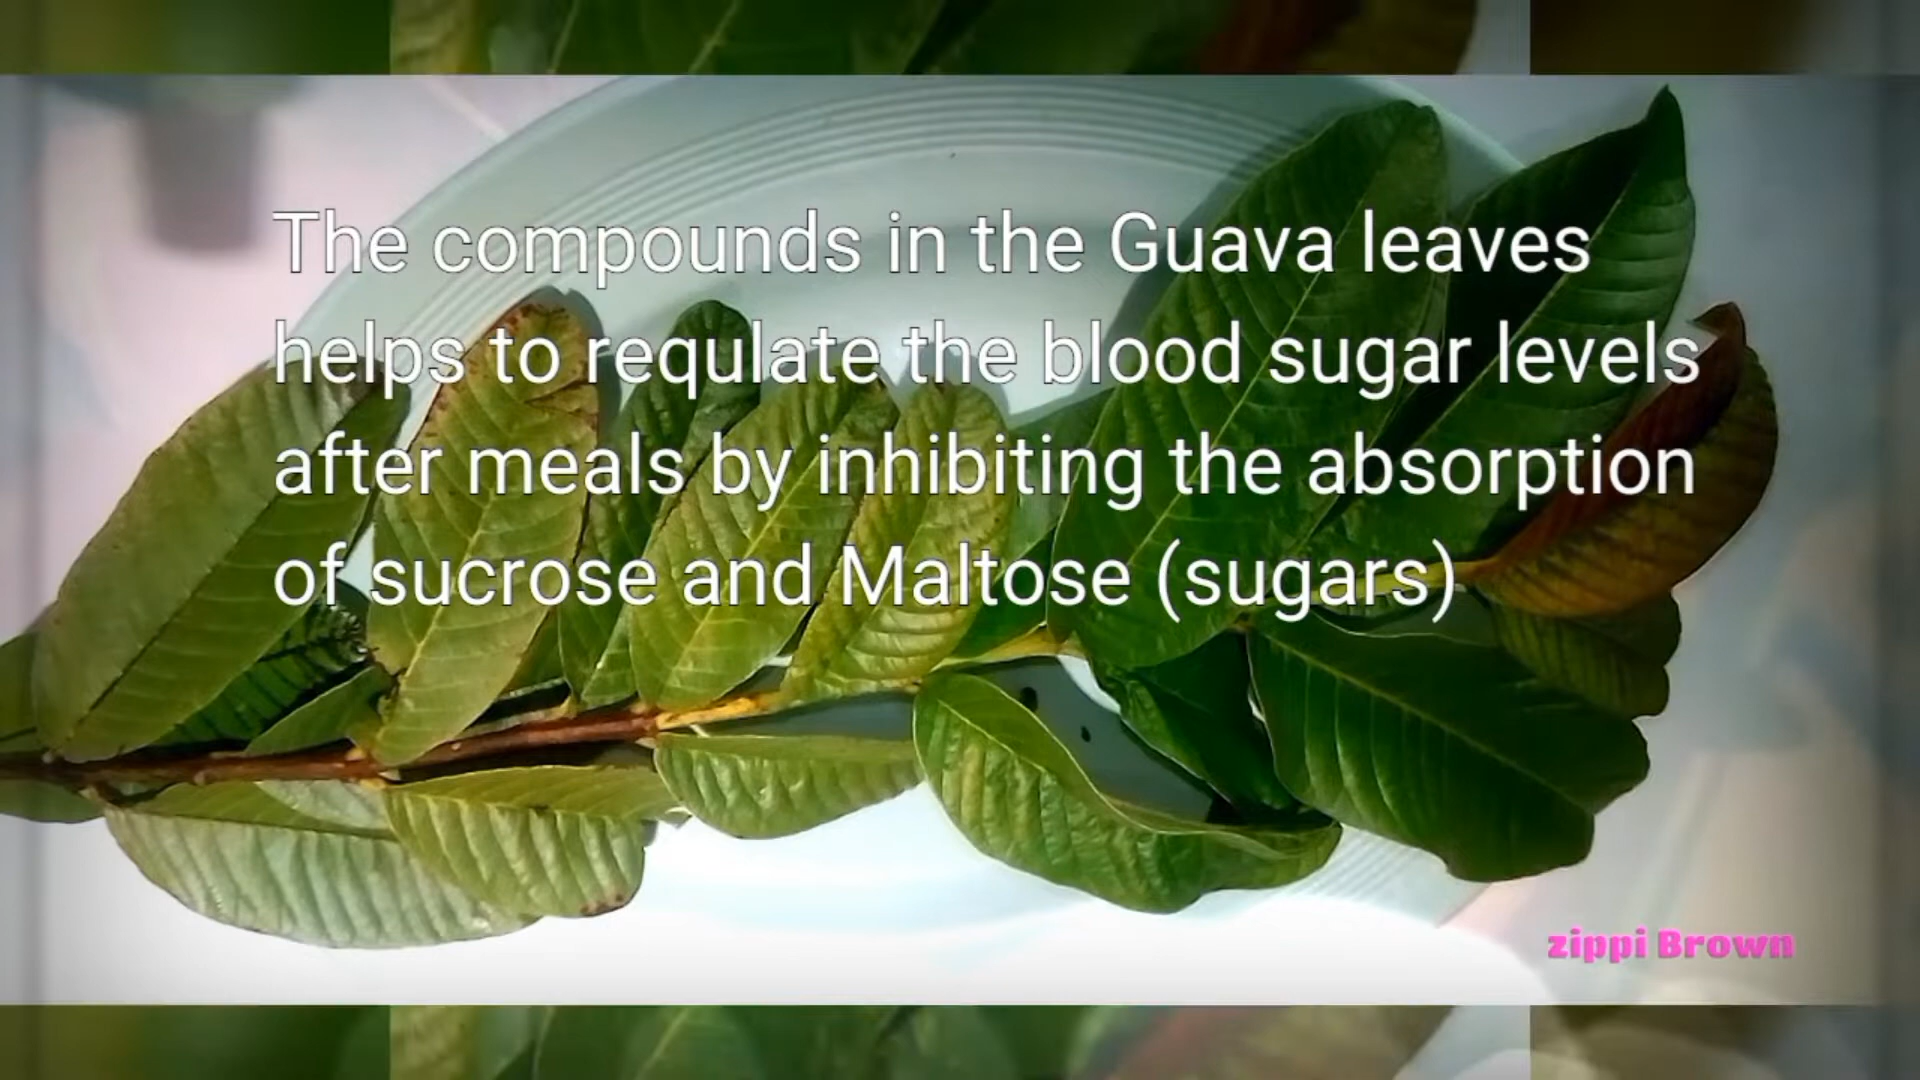 The compounds in the Guava leaves
helps to requlate the blood sugar levels
after meals by inhibiting the absorption
of sucrose and Maltose (sugars)
zippi Brown